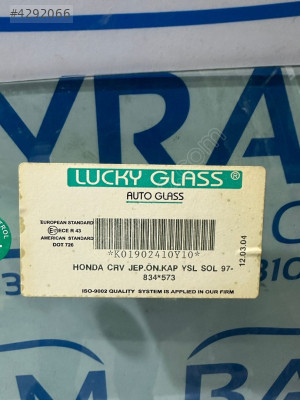 #4292066
LUCKY GLASS®
AUTO GLASS
EUROPEAN STANDARD
ECE R 43
AMERICAN STANDARD
DOT 726
*K01902410Y10*
12.03.04
HONDA CRV JEP.ÖN.KAP YSL SOL 97-
834*573
ISO-9002 QUALITY SYSTEM IS APPLIED IN OUR FIRM